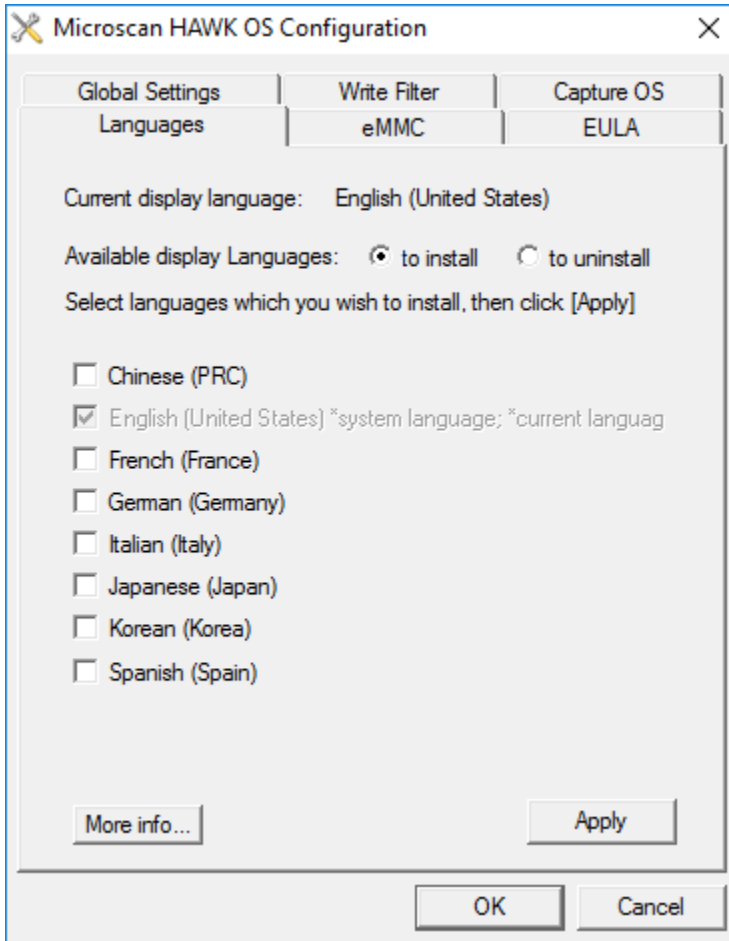 Microscan HAWK OS Configuration
Global Settings Write Filter Capture OS
Languages eMMC EULA
Current display language: English (United States)
Available display Languages: to install to uninstall
Select languages which you wish to install, then click [Apply]
Chinese (PRC)
English (United States) *system language; *current languag
French (France)
German (Germany)
Italian (Italy)
Japanese (Japan)
Korean (Korea)
Spanish (Spain)
More info... Apply
OK Cancel